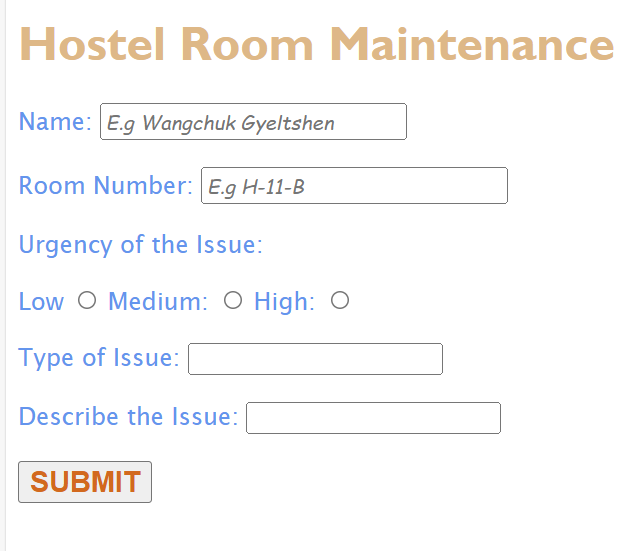 Hostel Room Maintenance
Name: E.g Wangchuk Gyeltshen
Room Number: E.g H-11-B
Urgency of the Issue:
Low Medium: High:
Type of Issue:
Describe the Issue:
SUBMIT